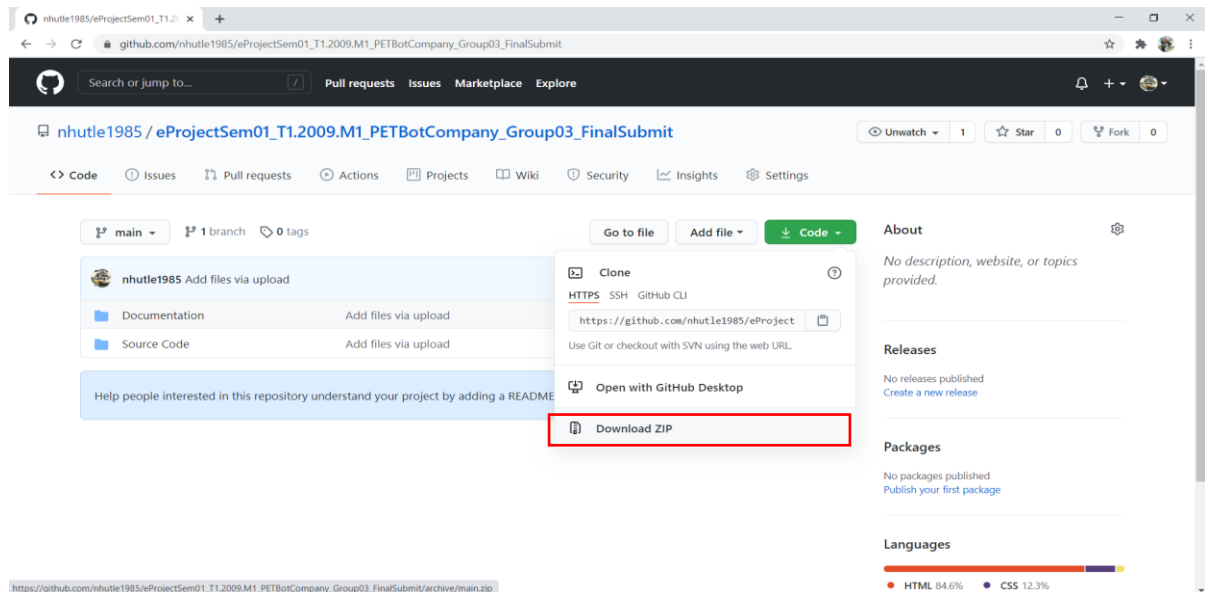 nhutle1985/eProjectSem01_T1.20
github.com/nhutle1985/eProjectSem01_T1.2009.M1_PETBotCompany_Group03_FinalSubmit
Search or jump to... / Pull requests Issues Marketplace Explore
nhutle1985 / eProjectSem01_T1.2009.M1_PETBotCompany_Group03_FinalSubmit Unwatch 1 Star 0 Fork 0
<> Code Issues Pull requests Actions Projects Wiki Security Insights Settings
main 1 branch 0 tags Go to file Add file Code
nhutle1985 Add files via upload
Documentation Add files via upload
Source Code Add files via upload
Help people interested in this repository understand your project by adding a README
Clone
HTTPS SSH GitHub CLI
https://github.com/nhutle1985/eProject
Use Git or checkout with SVN using the web URL.
Open with GitHub Desktop
Download ZIP
About
No description, website, or topics
provided.
Releases
No releases published
Create a new release
Packages
No packages published
Publish your first package
Languages
HTML 84.6% CSS 12.3%
https://github.com/nhutle1985/eProjectSem01_T1.2009.M1_PETBotCompany_Group03_FinalSubmit/archive/main.zip